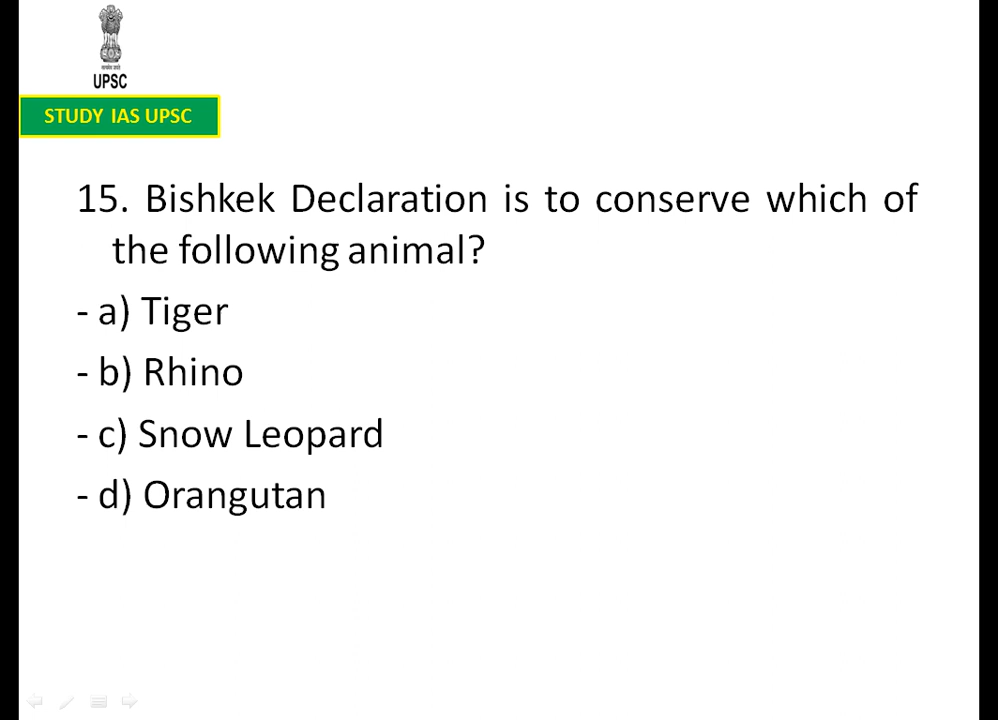 UPSC
STUDY IAS UPSC
15. Bishkek Declaration is to conserve which of
the following animal?
- a) Tiger
- b) Rhino
- c) Snow Leopard
- d) Orangutan